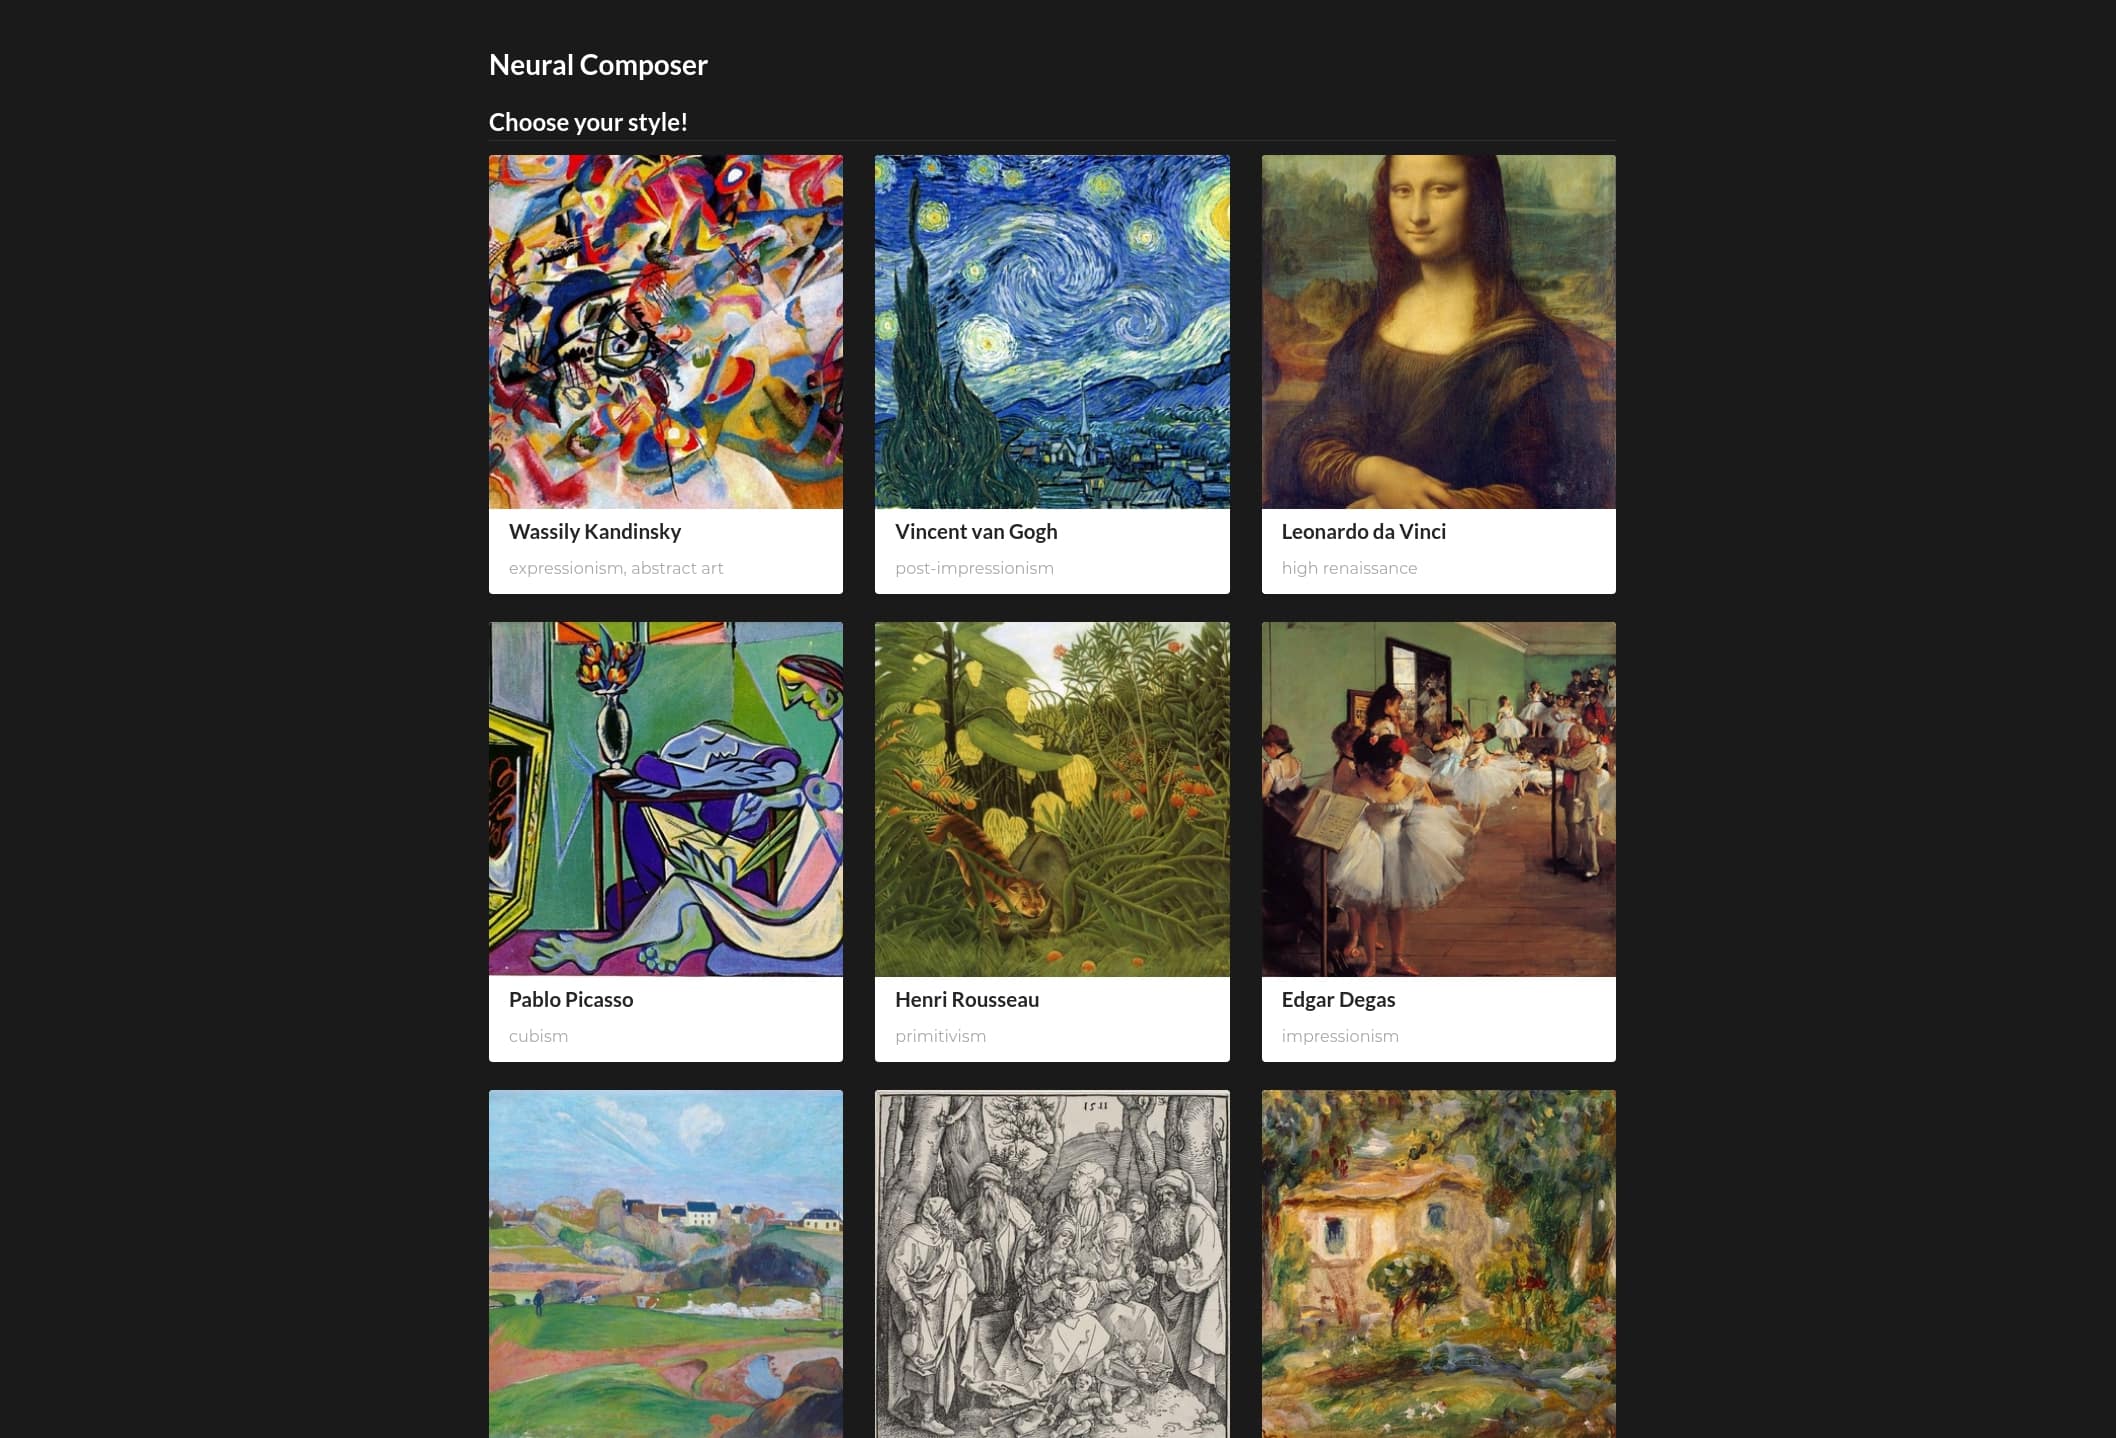 Neural Composer
Choose your style!
Wassily Kandinsky
expressionism, abstract art
Vincent van Gogh
post-impressionism
Leonardo da Vinci
high renaissance
Pablo Picasso
cubism
Henri Rousseau
primitivism
Edgar Degas
impressionism
1511